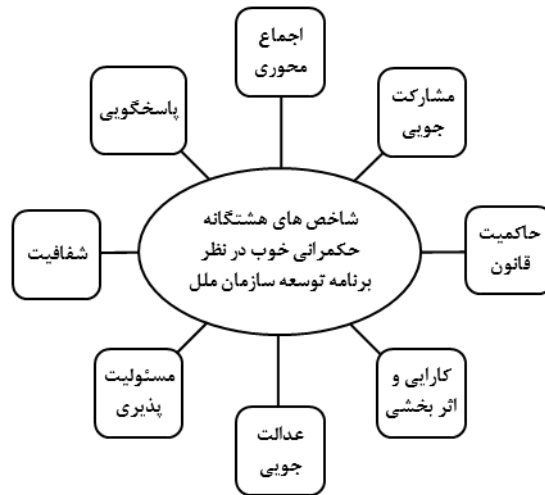 اجماع
محوری
مشارکت
جویی
پاسخگویی
حاکمیت
قانون
شاخص های هشتگانه
حکمرانی خوب در نظر
برنامه توسعه سازمان ملل
شفافیت
کارایی و
اثر بخشی
مسئولیت
پذیری
عدالت
جویی